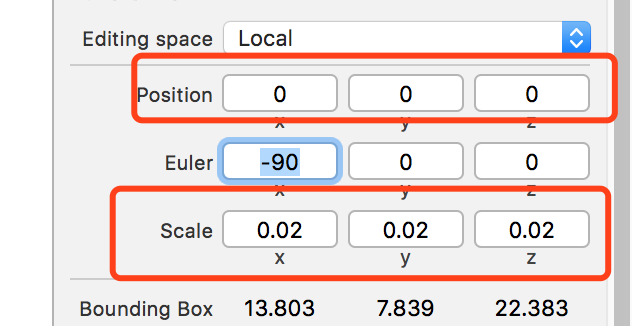 Editing space Local
Position 0 0 0
x y z
Euler -90 0 0
x y z
Scale 0.02 0.02 0.02
x y z
Bounding Box 13.803 7.839 22.383